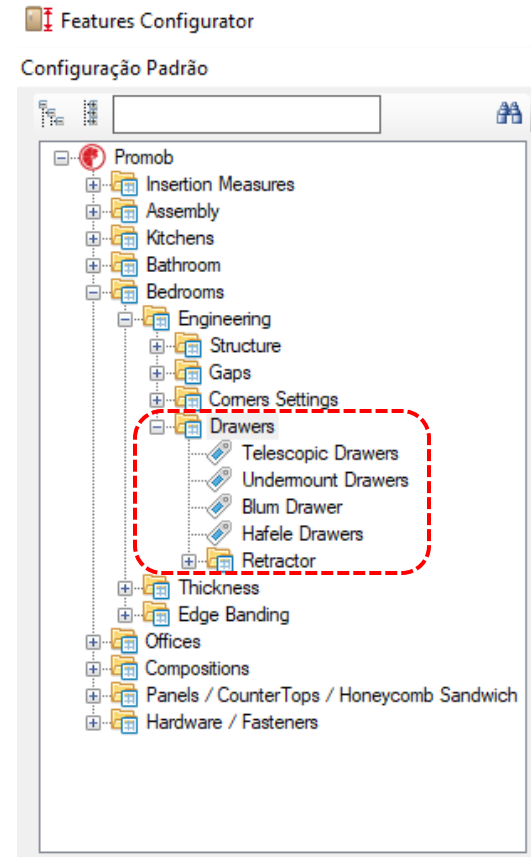 Features Configurator
Configuração Padrão
Promob
Insertion Measures
Assembly
Kitchens
Bathroom
Bedrooms
Engineering
Structure
Gaps
Corners Settings
Drawers
Telescopic Drawers
Undermount Drawers
Blum Drawer
Hafele Drawers
Retractor
Thickness
Edge Banding
Offices
Compositions
Panels / CounterTops / Honeycomb Sandwich
Hardware / Fasteners